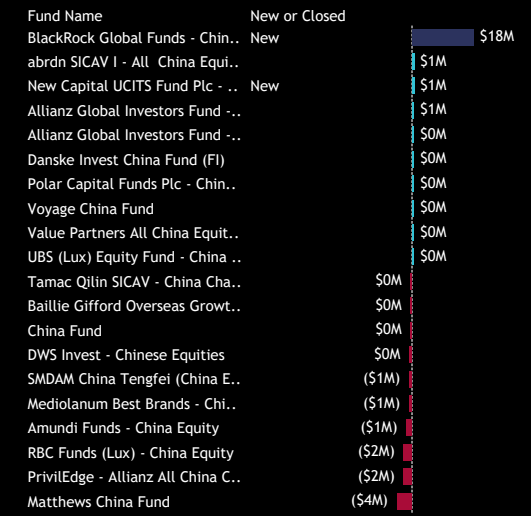 Fund Name New or Closed
BlackRock Global Funds - Chin.. New $18M
abrdn SICAV I - All China Equi.. $1M
New Capital UCITS Fund Plc - .. New $1M
Allianz Global Investors Fund -.. $1M
Allianz Global Investors Fund -.. $0M
Danske Invest China Fund (FI) $0M
Polar Capital Funds Plc - Chin.. $0M
Voyage China Fund $0M
Value Partners All China Equit.. $0M
UBS (Lux) Equity Fund - China .. $0M
Tamac Qilin SICAV - China Cha.. $0M
Baillie Gifford Overseas Growt.. $0M
China Fund $0M
DWS Invest - Chinese Equities $0M
SMDAM China Tengfei (China E.. ($1M)
Mediolanum Best Brands - Chi.. ($1M)
Amundi Funds - China Equity ($1M)
RBC Funds (Lux) - China Equity ($2M)
PrivilEdge - Allianz All China C.. ($2M)
Matthews China Fund ($4M)